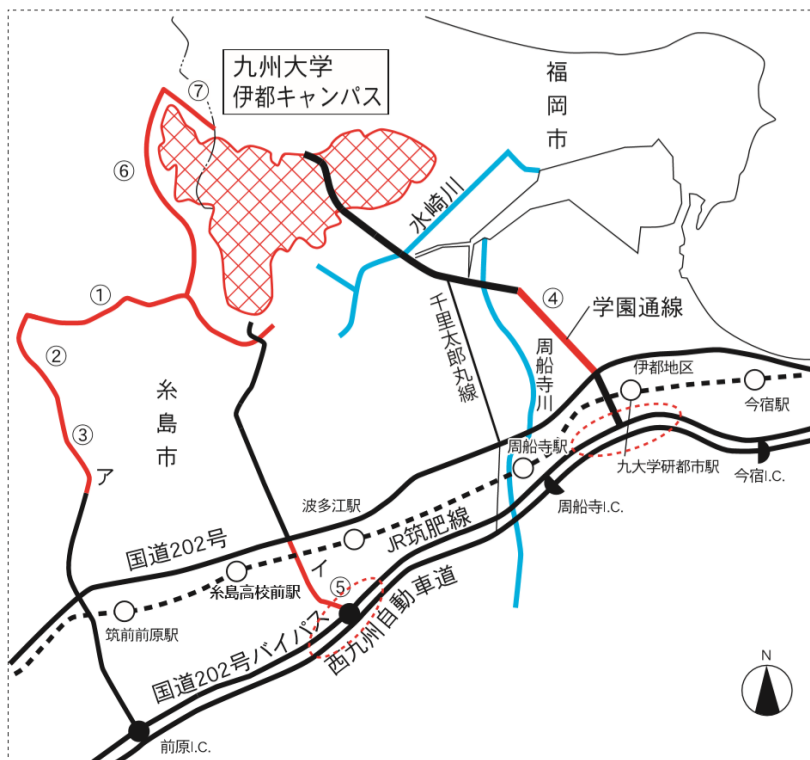 九州大学
伊都キャンパス
福岡市
⑦
⑥
水崎川
①
④
学園通線
②
千里太郎丸線
周船寺川
伊都地区
糸島市
今宿駅
③
ア
周船寺駅
九大学研都市駅
今宿I.C.
波多江駅
周船寺I.C.
国道202号
JR筑肥線
イ
糸島高校前駅
⑤
筑前前原駅
国道202号バイパス
西九州自動車道
N
前原I.C.